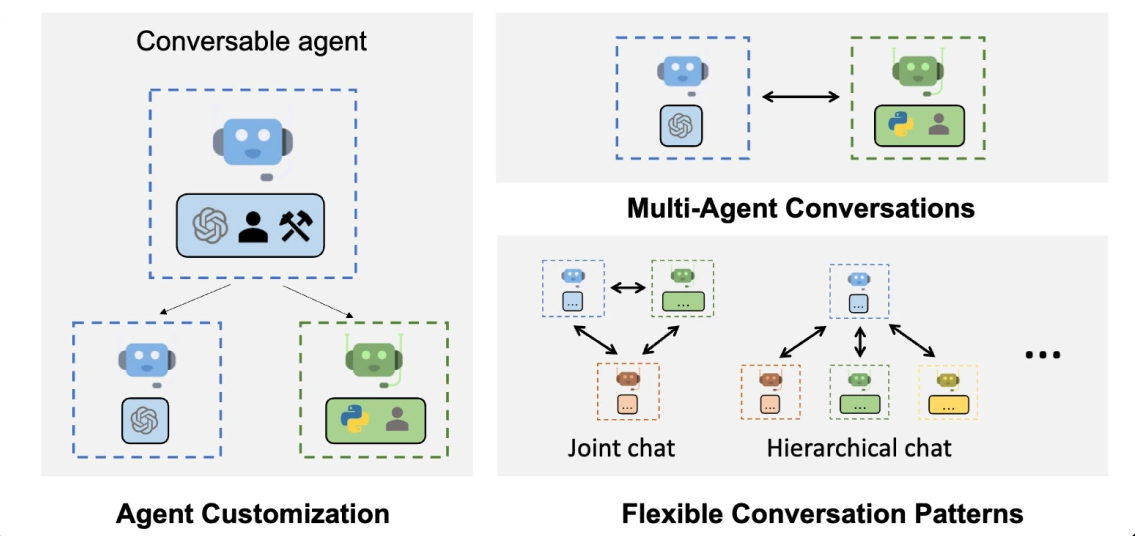 Conversable agent
Agent Customization
Multi-Agent Conversations
...
...
...
Joint chat
...
...
...
...
Hierarchical chat
...
Flexible Conversation Patterns